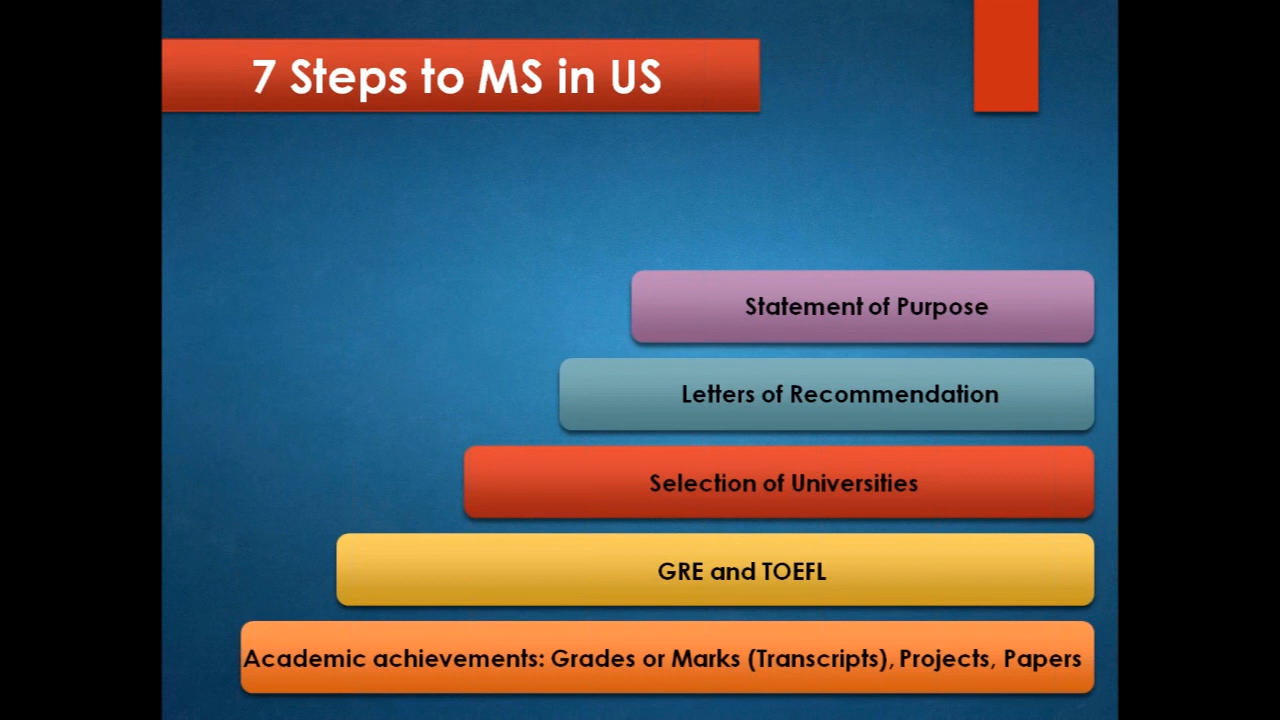 7 Steps to MS in US
Statement of Purpose
Letters of Recommendation
Selection of Universities
GRE and TOEFL
Academic achievements: Grades or Marks (Transcripts), Projects, Papers